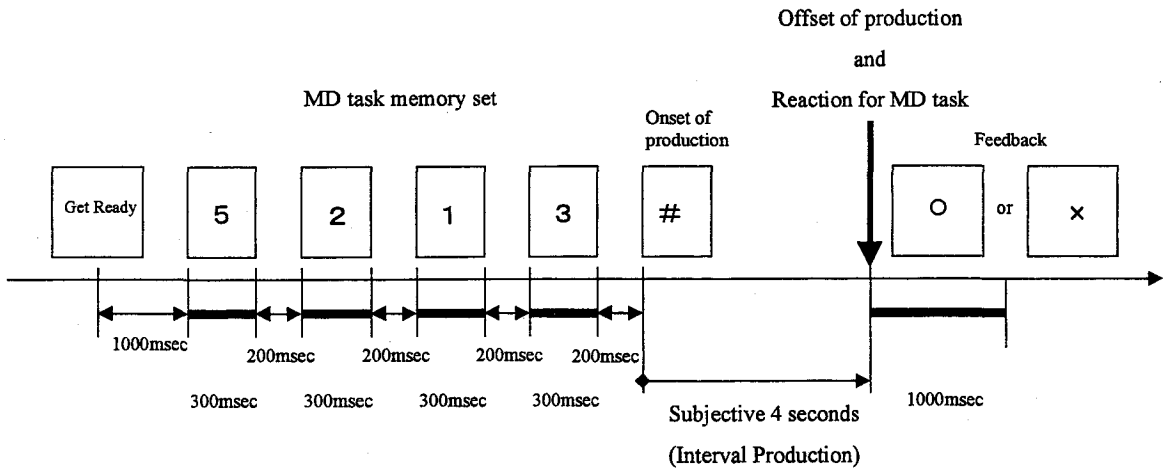 Offset of production
and
Reaction for MD task
MD task memory set
Onset of
production
Feedback
Get Ready
5
2
1
3
#
O
or
×
1000msec
200msec
200msec
200msec
200msec
300msec
300msec
300msec
300msec
Subjective 4 seconds
(Interval Production)
1000msec